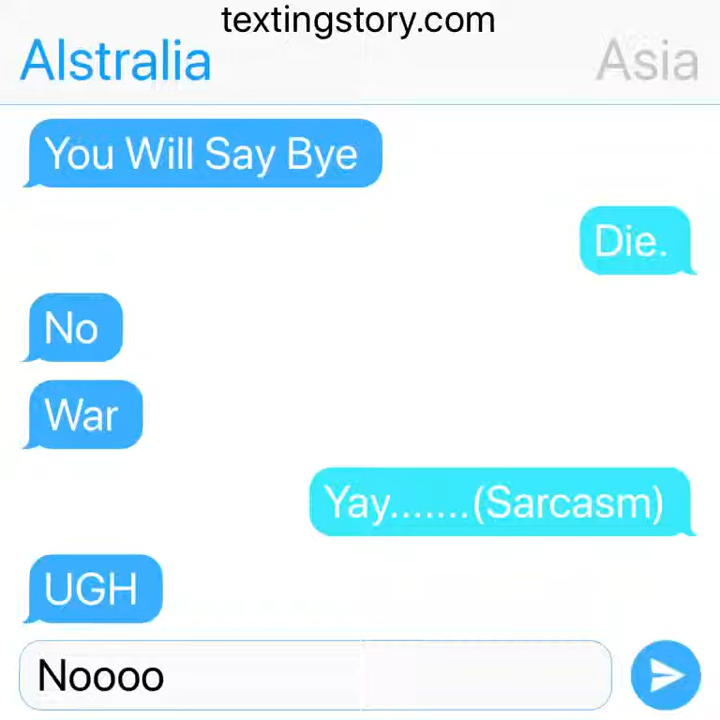 textingstory.com
Alstralia Asia
You Will Say Bye
Die.
No
War
Yay.......(Sarcasm)
UGH
Noooo